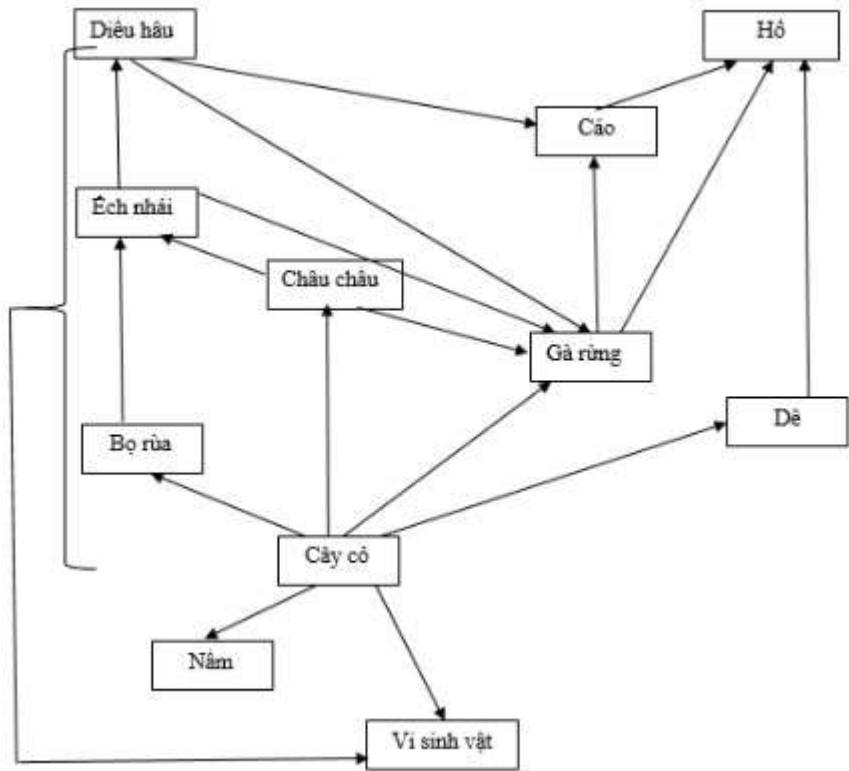 Diều hâu
Hổ
Cáo
Ếch nhái
Châu chấu
Gà rừng
Dê
Bọ rùa
Cây cỏ
Nấm
Vi sinh vật